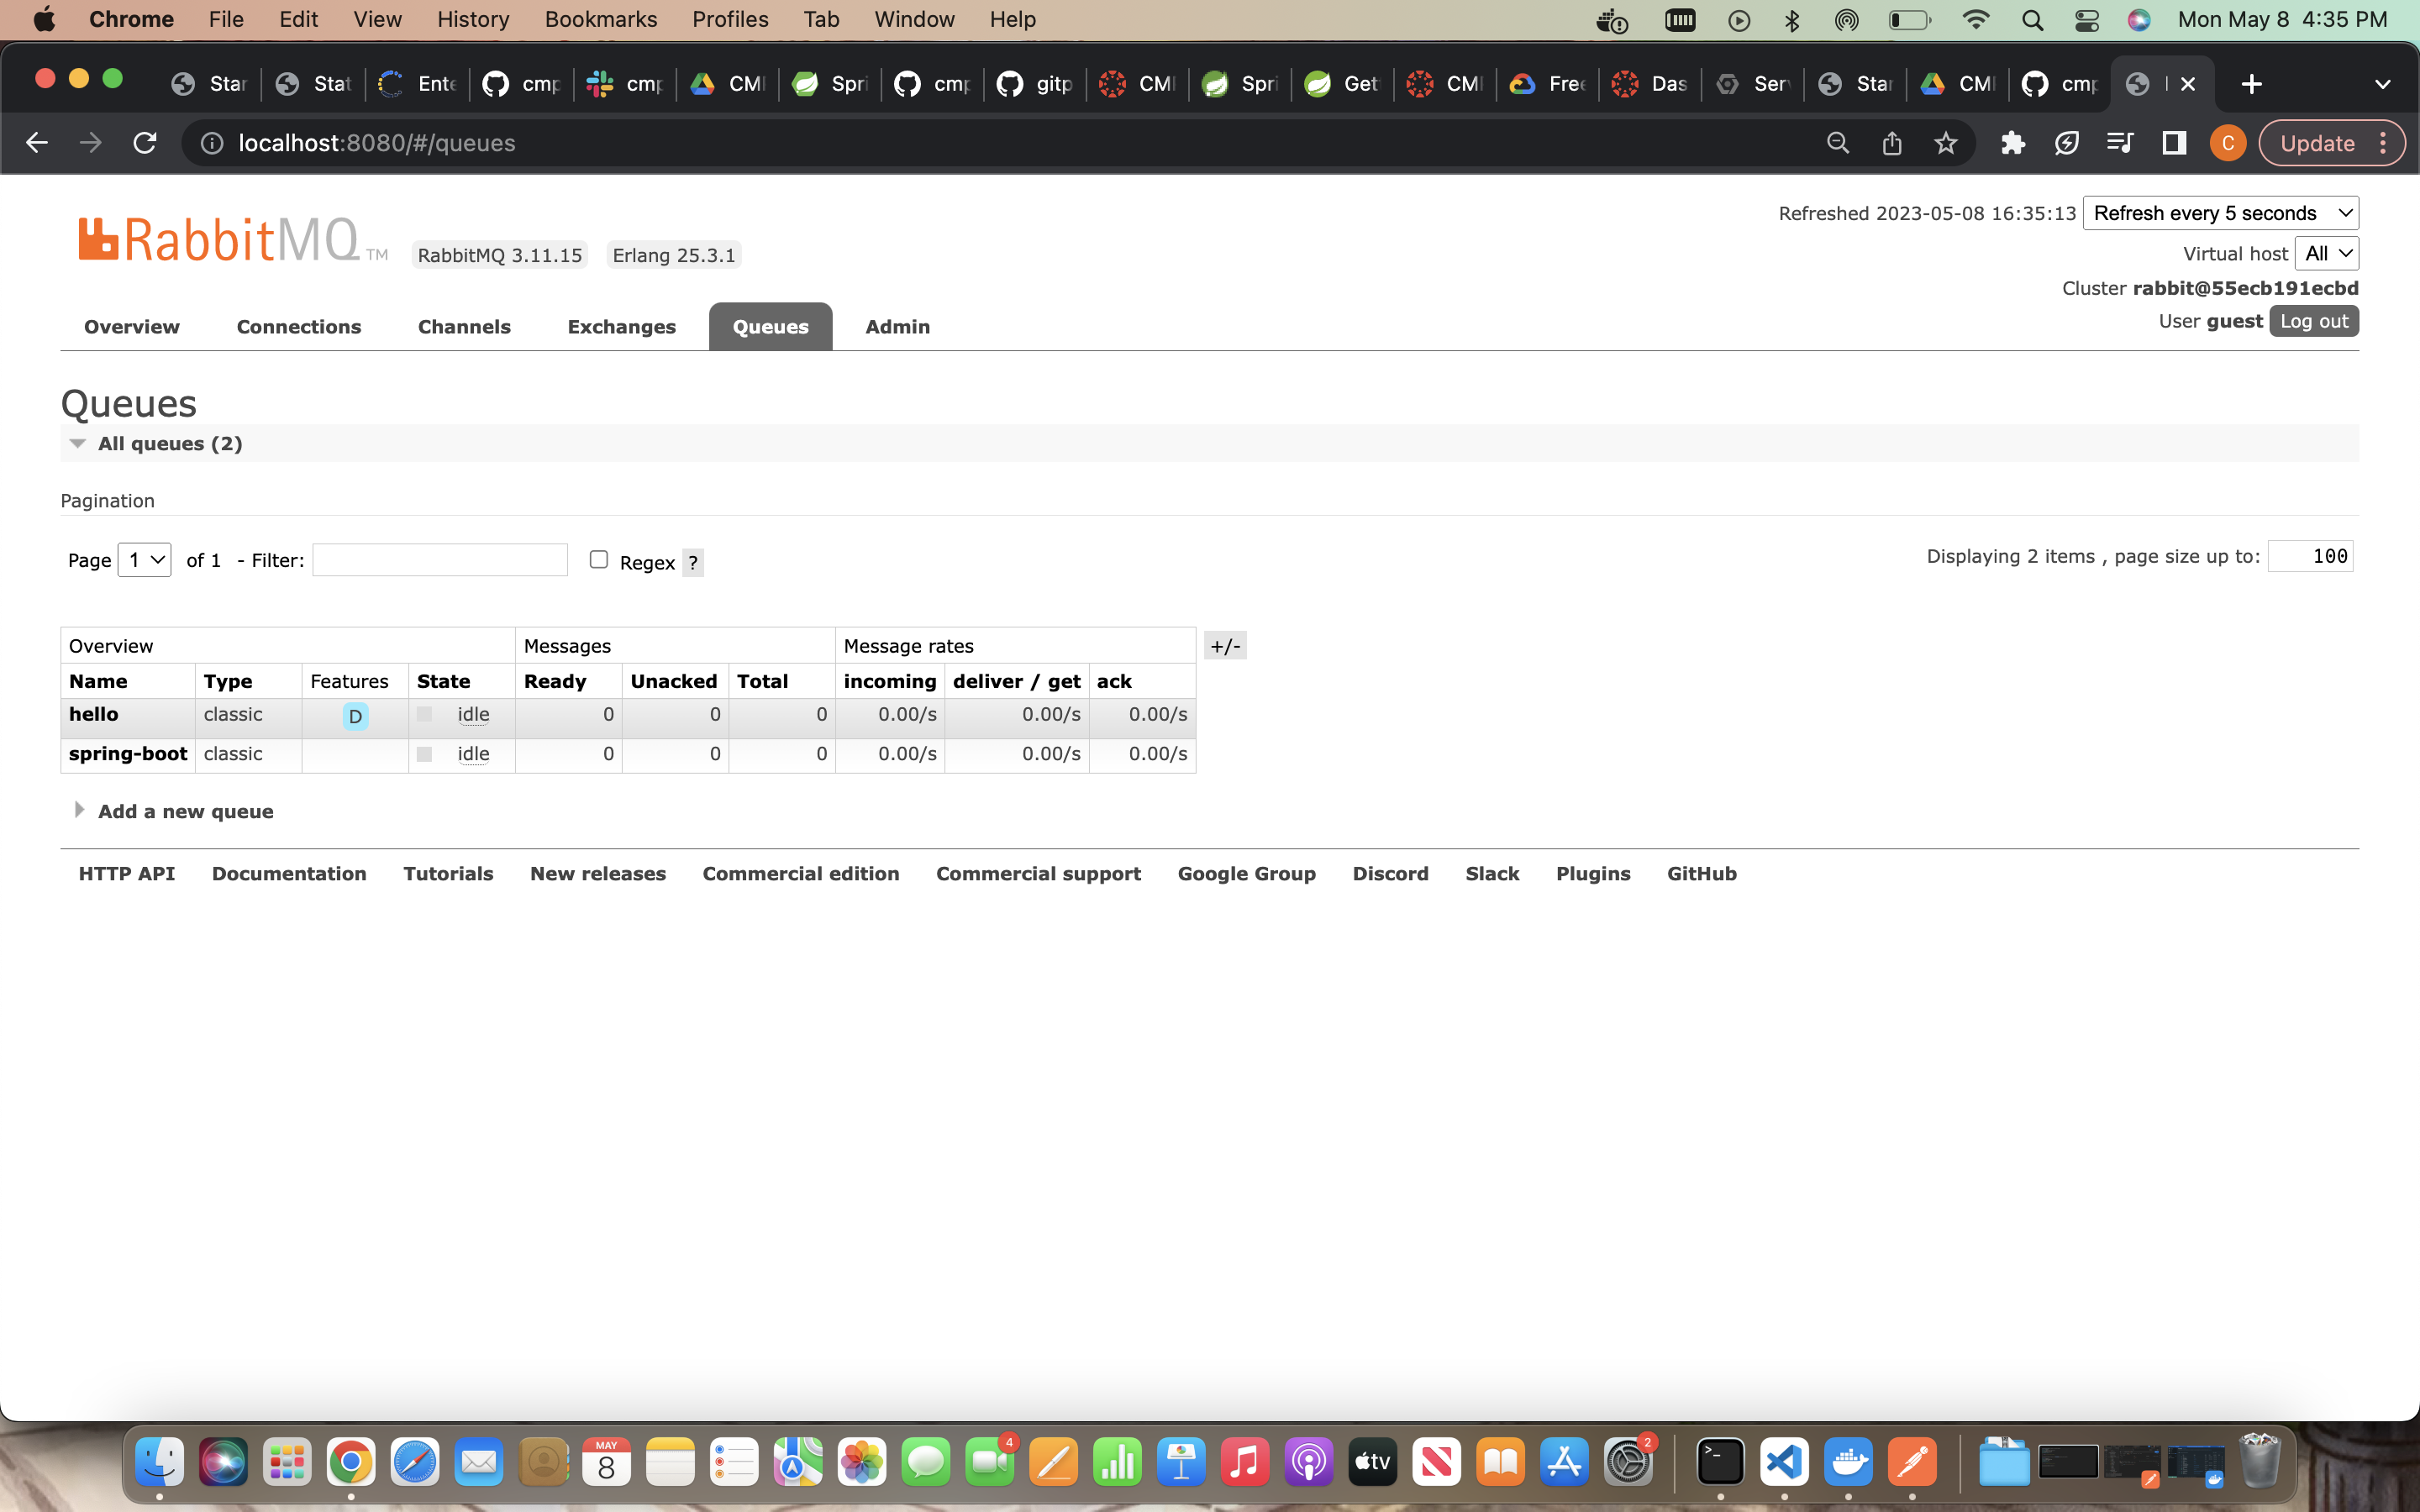 Chrome File Edit View History Bookmarks Profiles Tab Window Help Mon May 8 4:35 PM
Star Stat Ente cmp cmp CMI Spri cmp gitp CMI Spri Get CMI Free Das Ser Star CMI cmp
localhost:8080/#/queues C Update
RabbitMQ TM RabbitMQ 3.11.15 Erlang 25.3.1
Refreshed 2023-05-08 16:35:13 Refresh every 5 seconds
Virtual host All
Cluster rabbit@55ecb191ecbd
User guest Log out
Overview Connections Channels Exchanges Queues Admin
Queues
All queues (2)
Pagination
Page 1 of 1 - Filter: Regex ? Displaying 2 items , page size up to: 100
Overview Messages Message rates +/-
Name Type Features State Ready Unacked Total incoming deliver / get ack
hello classic D idle 0 0 0 0.00/s 0.00/s 0.00/s
spring-boot classic idle 0 0 0 0.00/s 0.00/s 0.00/s
Add a new queue
HTTP API Documentation Tutorials New releases Commercial edition Commercial support Google Group Discord Slack Plugins GitHub
MAY
8
4
tv
2